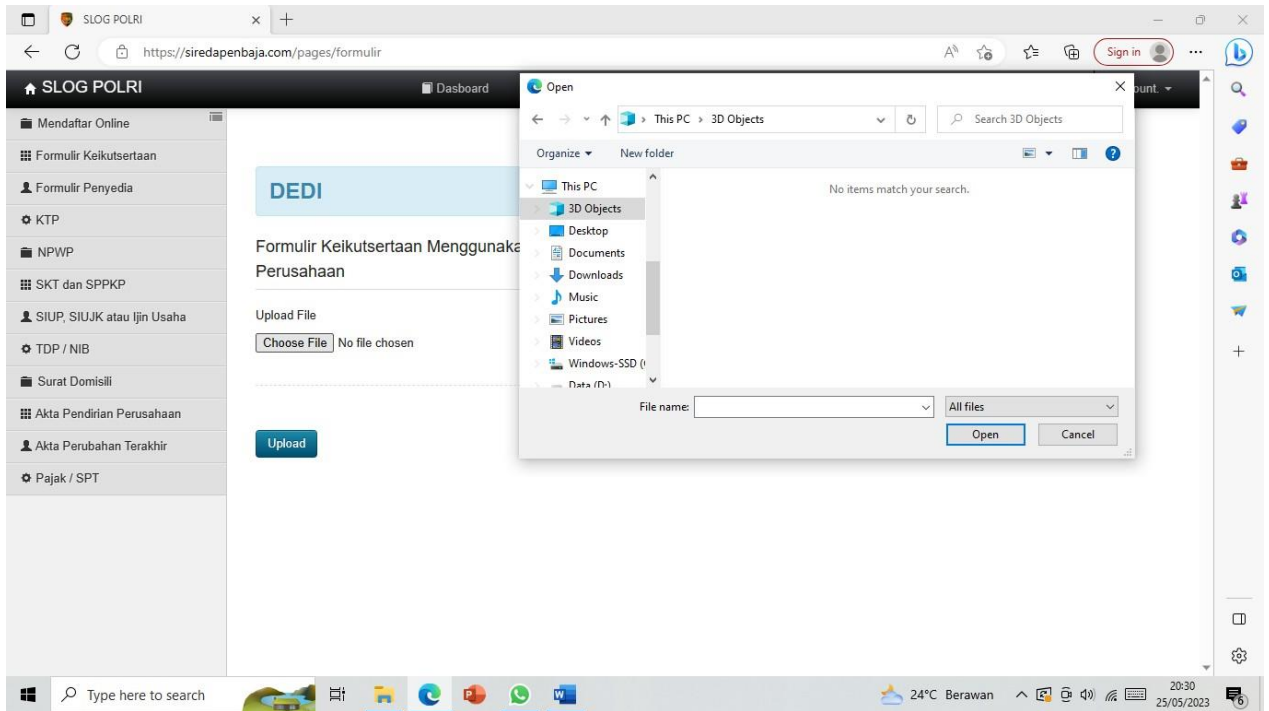 SLOG POLRI
https://siredapenbaja.com/pages/formulir
Sign in
SLOG POLRI
Dasboard
ount.
Mendaftar Online
Formulir Keikutsertaan
Formulir Penyedia
KTP
NPWP
SKT dan SPPKP
SIUP, SIUJK atau Ijin Usaha
TDP / NIB
Surat Domisili
Akta Pendirian Perusahaan
Akta Perubahan Terakhir
Pajak / SPT
DEDI
Formulir Keikutsertaan Menggunaka
Perusahaan
Upload File
Choose File No file chosen
Upload
Open
This PC > 3D Objects
Search 3D Objects
Organize New folder
This PC
3D Objects
Desktop
Documents
Downloads
Music
Pictures
Videos
Windows-SSD (
Data (D:)
No items match your search.
File name:
All files
Open Cancel
Type here to search
24°C Berawan
20:30
25/05/2023
6